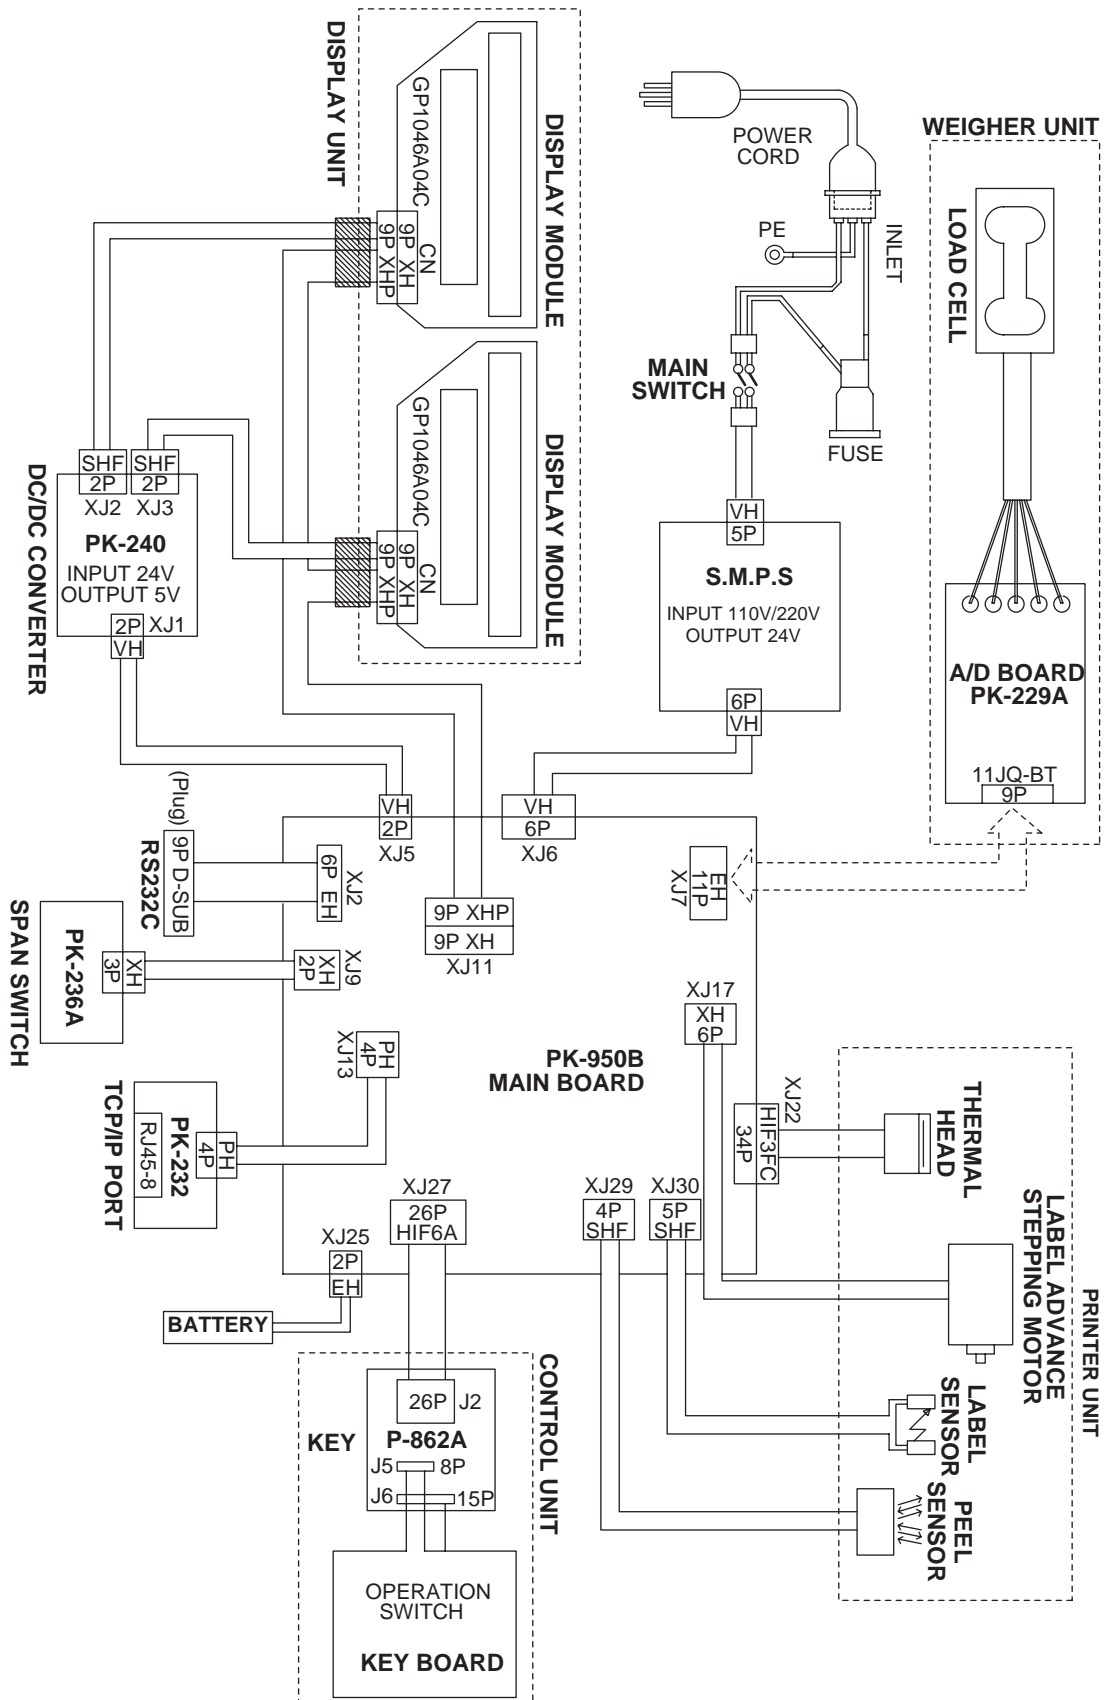 DISPLAY UNIT
GP1046A04C
DISPLAY MODULE
9P XH
CN
9P XHP
GP1046A04C
DISPLAY MODULE
9P XH
CN
9P XHP
POWER
CORD
PE
INLET
MAIN
SWITCH
FUSE
WEIGHER UNIT
LOAD CELL
A/D BOARD
PK-229A
11JQ-BT
9P
SHF
2P
XJ2
SHF
2P
XJ3
PK-240
INPUT 24V
OUTPUT 5V
2P
XJ1
VH
DC/DC CONVERTER
VH
5P
S.M.P.S
INPUT 110V/220V
OUTPUT 24V
6P
VH
VH
2P
XJ5
VH
6P
XJ6
EH
11P
XJ7
(Plug)
9P D-SUB
RS232C
XJ2
6P EH
9P XHP
9P XH
XJ11
SPAN SWITCH
PK-236A
XH
3P
XJ9
XH
2P
XJ17
XH
6P
PH
4P
XJ13
PK-950B
MAIN BOARD
XJ22
HIF3FC
34P
THERMAL
HEAD
TCP/IP PORT
PK-232
RJ45-8
PH
4P
XJ27
26P
HIF6A
XJ29
4P
SHF
XJ30
5P
SHF
XJ25
2P
EH
BATTERY
LABEL ADVANCE
STEPPING MOTOR
PRINTER UNIT
LABEL
SENSOR
PEEL
SENSOR
CONTROL UNIT
KEY
26P
J2
P-862A
J5
8P
J6
15P
OPERATION
SWITCH
KEY BOARD